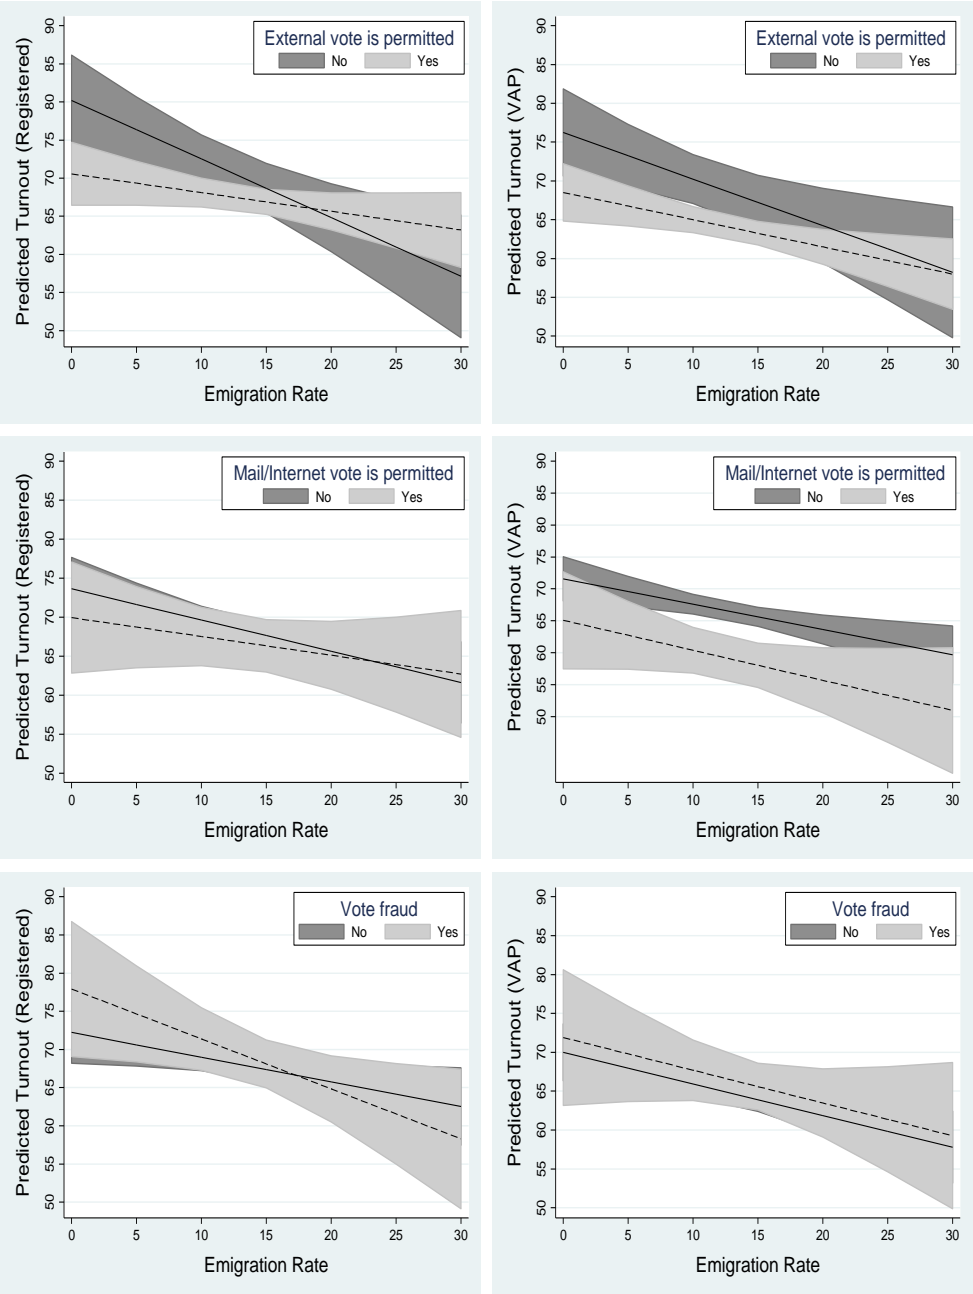 External vote is permitted
No Yes
Predicted Turnout (Registered)
90
85
80
75
70
65
60
55
50
0 5 10 15 20 25 30
Emigration Rate
External vote is permitted
No Yes
Predicted Turnout (VAP)
90
85
80
75
70
65
60
55
50
0 5 10 15 20 25 30
Emigration Rate
Mail/Internet vote is permitted
No Yes
Predicted Turnout (Registered)
90
85
80
75
70
65
60
55
50
0 5 10 15 20 25 30
Emigration Rate
Mail/Internet vote is permitted
No Yes
Predicted Turnout (VAP)
90
85
80
75
70
65
60
55
50
0 5 10 15 20 25 30
Emigration Rate
Vote fraud
No Yes
Predicted Turnout (Registered)
90
85
80
75
70
65
60
55
50
0 5 10 15 20 25 30
Emigration Rate
Vote fraud
No Yes
Predicted Turnout (VAP)
90
85
80
75
70
65
60
55
50
0 5 10 15 20 25 30
Emigration Rate